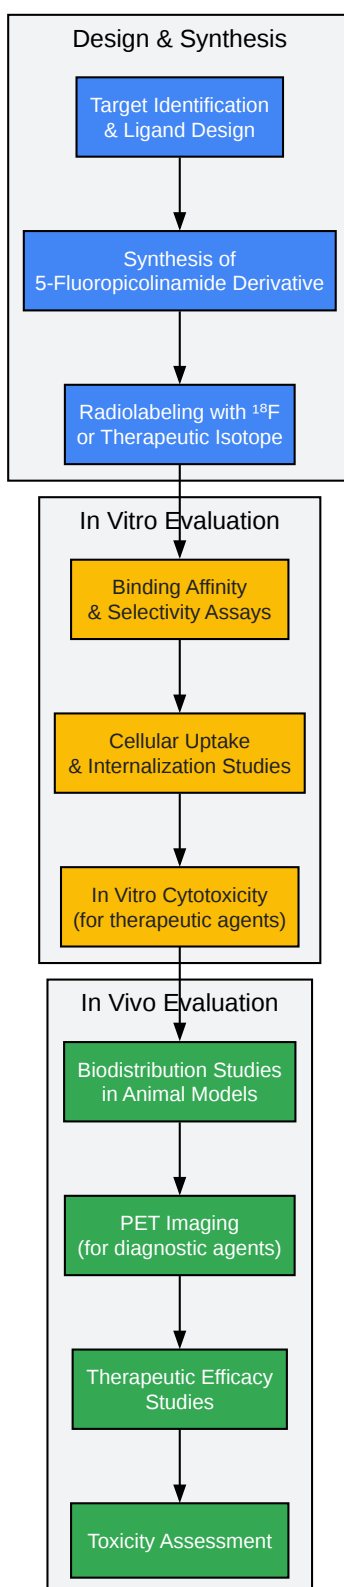 Design & Synthesis
Target Identification
& Ligand Design
Synthesis of
5-Fluoropicolinamide Derivative
Radiolabeling with ¹⁸F
or Therapeutic Isotope
In Vitro Evaluation
Binding Affinity
& Selectivity Assays
Cellular Uptake
& Internalization Studies
In Vitro Cytotoxicity
(for therapeutic agents)
In Vivo Evaluation
Biodistribution Studies
in Animal Models
PET Imaging
(for diagnostic agents)
Therapeutic Efficacy
Studies
Toxicity Assessment